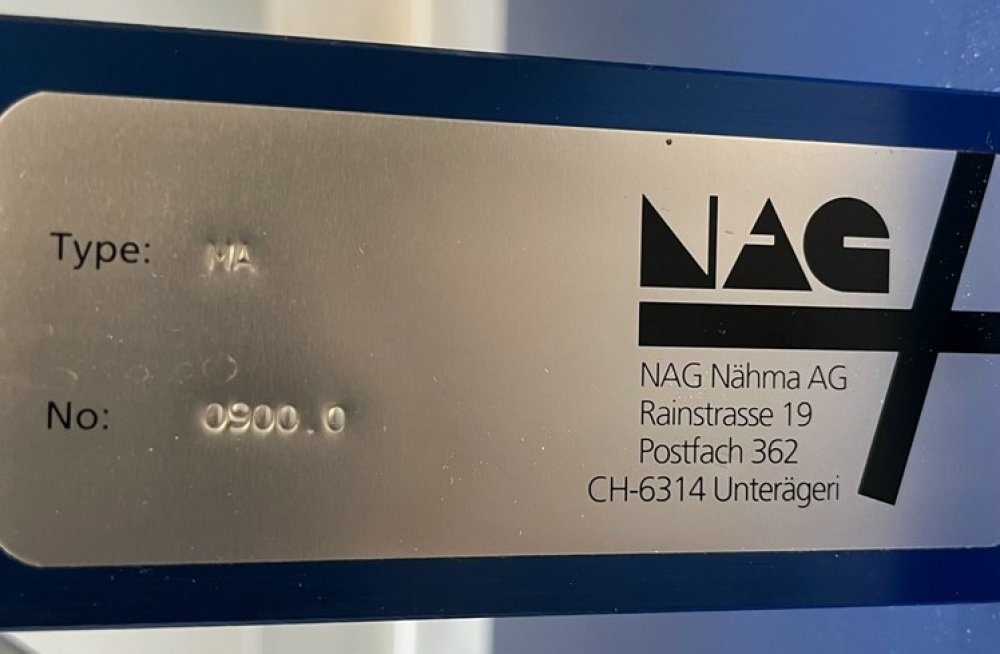 Type: MA
No: 0900.0
NAG
NAG Nähma AG
Rainstrasse 19
Postfach 362
CH-6314 Unterägeri